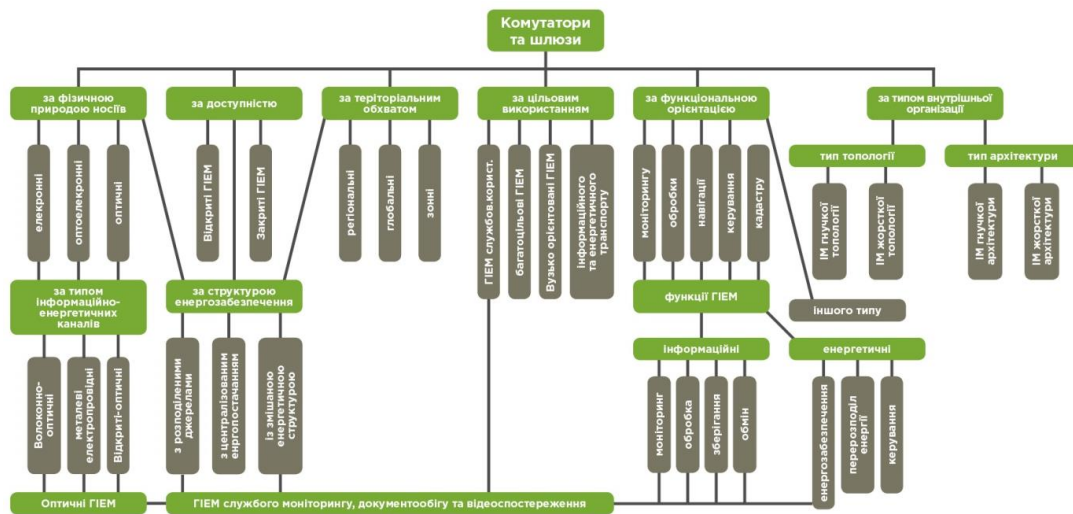 Комутатори
та шлюзи
за фізичною
природою носіїв
за доступністю
за теріторіальним
обхватом
за цільовим
використанням
за функціональною
орієнтацією
за типом внутрішньої
організації
тип топології
тип архітектури
елекронні
оптоелекронні
оптичні
Відкриті ГІЕМ
Закриті ГІЕМ
регіональні
глобальні
зонні
ГІЕМ службов.корист.
багатоцільові ГІЕМ
Вузько орієнтовані ГІЕМ
інформаційного
та енергетичного
транспорту
моніторингу
обробки
навігації
керування
кадастру
ІМ гнучкої
топології
ІМ жорсткої
топології
ІМ гнучкої
архітектури
ІМ жорсткої
архітектури
за типом
інформаційно-
енергетичних
каналів
за структурою
енергозабезпечення
функції ГІЕМ
іншого типу
інформаційні
енергетичні
Волоконно-
оптичні
металеві
електропровідні
Відкриті-оптичні
з розподіленими
джерелами
з централізованим
енргопостачанням
із змішаною
енергетичною
структурою
моніторинг
обробка
зберігання
обмін
енергозабезпечення
перерозподіл
енергії
керування
Оптичні ГІЕМ
ГІЕМ службого моніторингу, документообігу та відеоспостереження